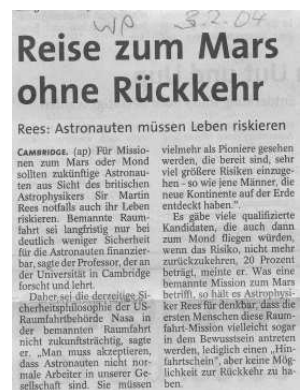 WP 3.2.04
Reise zum Mars
ohne Rückkehr
Rees: Astronauten müssen Leben riskieren
CAMBRIDGE. (ap) Für Missio-
nen zum Mars oder Mond
sollten zukünftige Astronau-
ten aus Sicht des britischen
Astrophysikers Sir Martin
Rees notfalls auch ihr Leben
riskieren. Bemannte Raum-
fahrt sei langfristig nur bei
deutlich weniger Sicherheit
für die Astronauten finanzier-
bar, sagte der Professor, der an
der Universität in Cambridge
forscht und lehrt.
Daher sei die derzeitige Si-
cherheitsphilosophie der US-
Raumfahrtbehörde Nasa in
der bemannten Raumfahrt
nicht zukunftsträchtig, sagte
er. „Man muss akzeptieren,
dass Astronauten nicht nor-
male Arbeiter in unserer Ge-
sellschaft sind. Sie müssen
vielmehr als Pioniere gesehen
werden, die bereit sind, sehr
viel größere Risiken einzuge-
hen - so wie jene Männer, die
neue Kontinente auf der Erde
entdeckt haben.“
Es gäbe viele qualifizierte
Kandidaten, die auch dann
zum Mond fliegen würden,
wenn das Risiko, nicht mehr
zurückzukehren, 20 Prozent
beträgt, meinte er. Was eine
bemannte Mission zum Mars
betrifft, so hält es Astrophysi-
ker Rees für denkbar, dass die
ersten Menschen diese Raum-
fahrt-Mission vielleicht sogar
in dem Bewusstsein antreten
werden, lediglich einen „Hin-
fahrtschein“, aber keine Mög-
lichkeit zur Rückkehr zu ha-
ben.